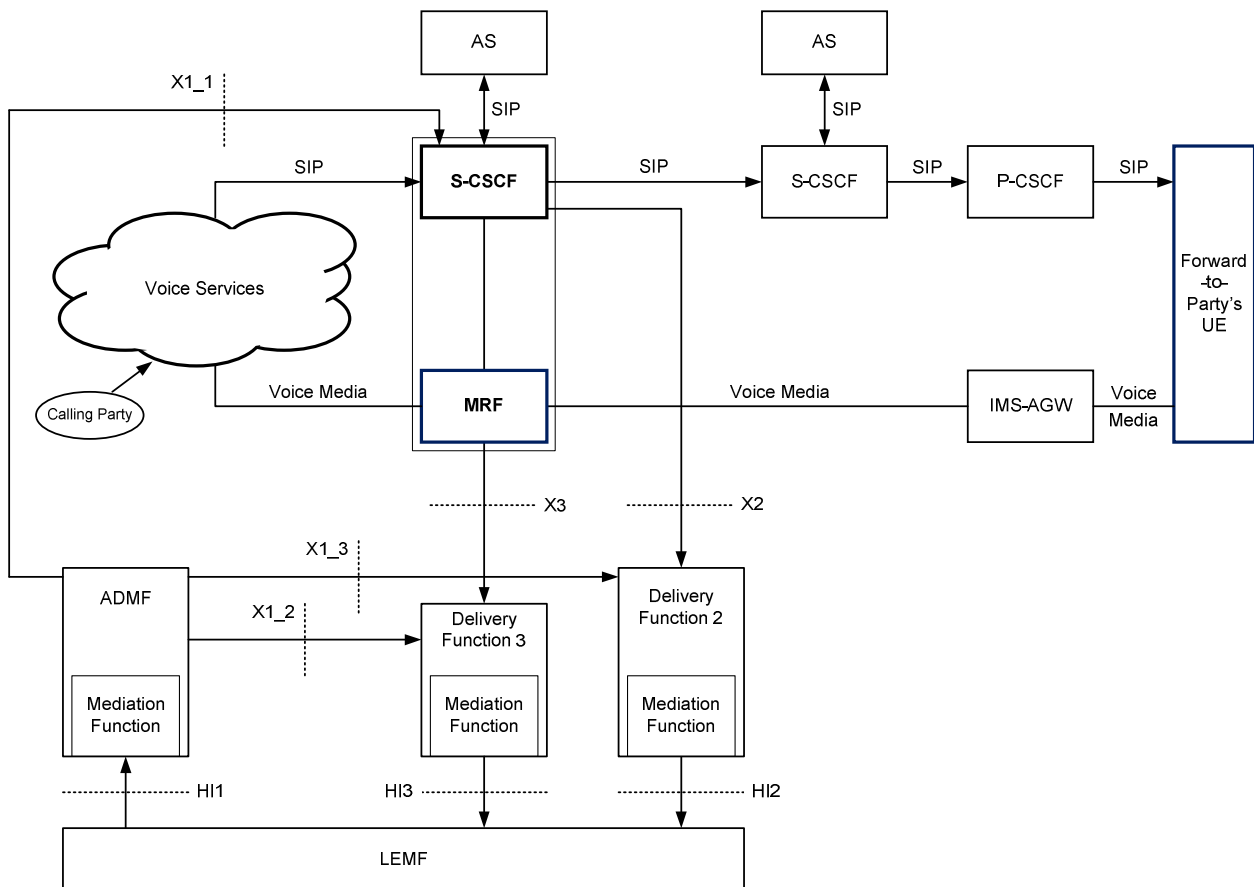 AS
AS
X1_1
SIP
SIP
SIP
S-CSCF
SIP
S-CSCF
SIP
P-CSCF
SIP
Forward
-to-
Party's
UE
Voice Services
Calling Party
Voice Media
MRF
Voice Media
IMS-AGW
Voice
Media
X3
X2
X1_3
ADMF
X1_2
Delivery
Function 3
Delivery
Function 2
Mediation
Function
Mediation
Function
Mediation
Function
HI1
HI3
HI2
LEMF